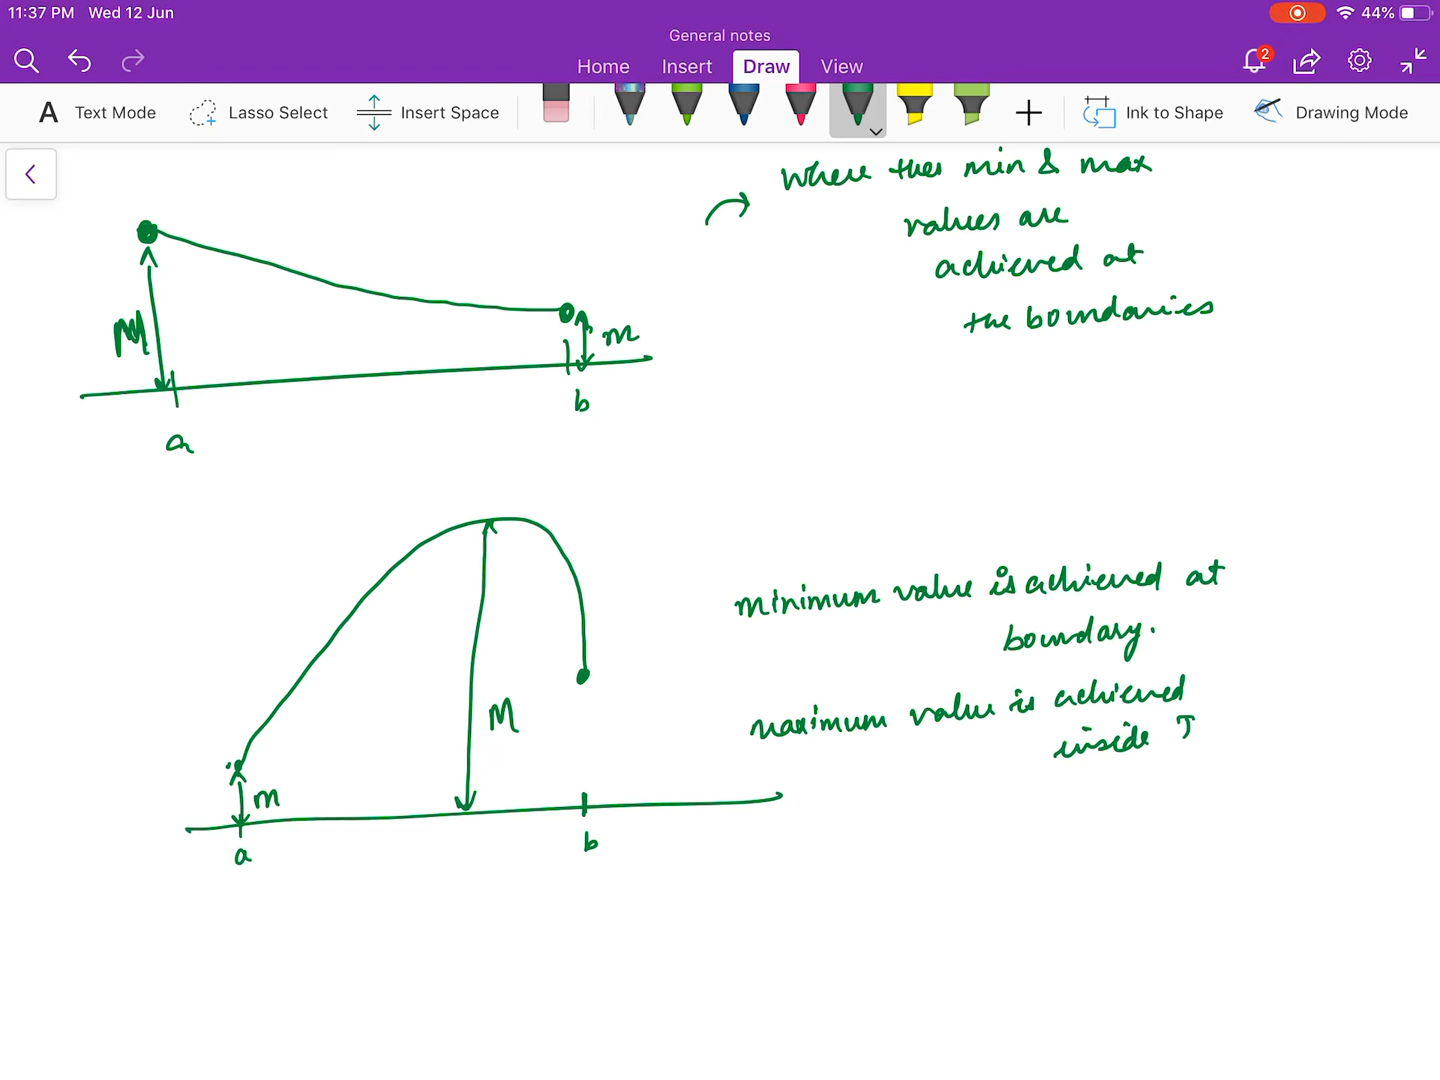 11:37 PM Wed 12 Jun
44%
General notes
Home Insert Draw View
2
A Text Mode Lasso Select Insert Space Ink to Shape Drawing Mode
where the min & max
values are
achieved at
the boundaries
M
m
a
b
minimum value is achieved at
boundary.
maximum value is achieved
inside I
M
m
a
b